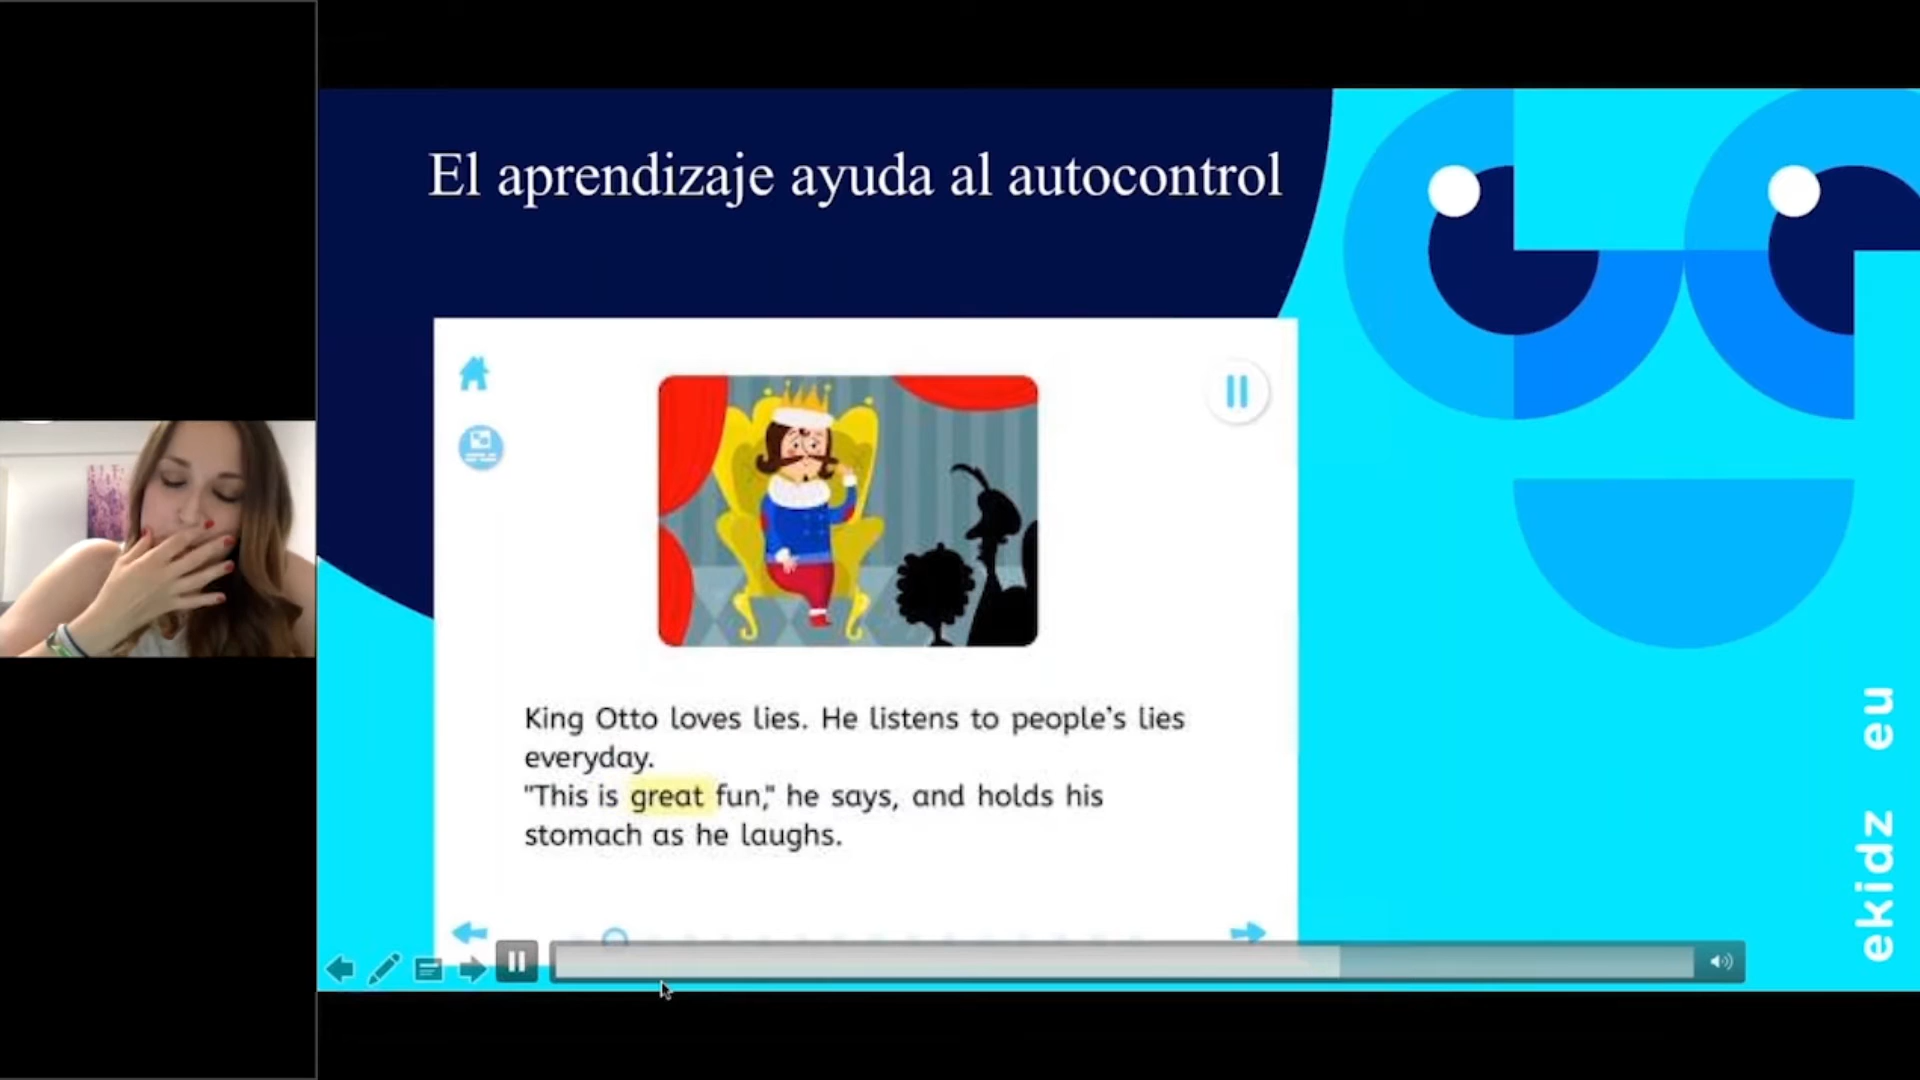 El aprendizaje ayuda al autocontrol
King Otto loves lies. He listens to people's lies
everyday.
"This is great fun," he says, and holds his
stomach as he laughs.
ekidz eu